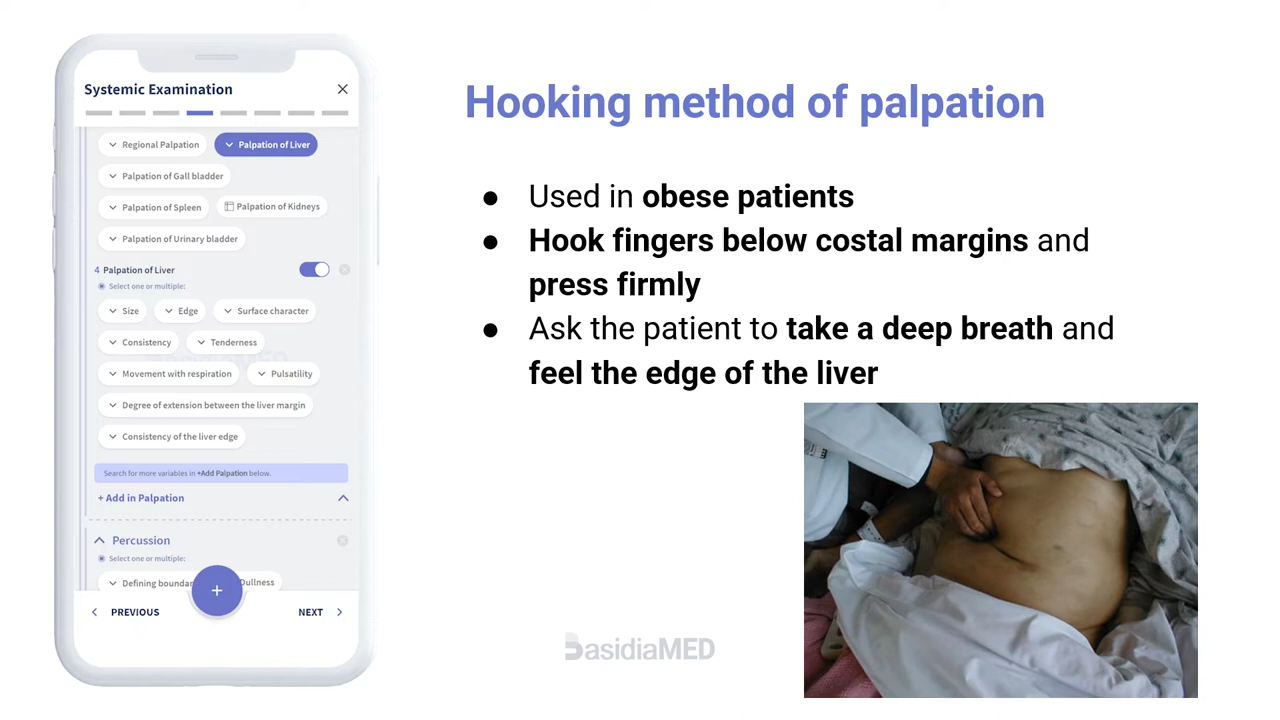 Systemic Examination
Regional Palpation
Palpation of Liver
Palpation of Gall bladder
Palpation of Spleen
Palpation of Kidneys
Palpation of Urinary bladder
4 Palpation of Liver
Select one or multiple:
Size
Edge
Surface character
Consistency
Tenderness
Movement with respiration
Pulsatility
Degree of extension between the liver margin
Consistency of the liver edge
Search for more variables in +Add Palpation below.
+ Add in Palpation
Percussion
Select one or multiple:
Defining boundar
Dullness
PREVIOUS
NEXT
Hooking method of palpation
● Used in obese patients
● Hook fingers below costal margins and
press firmly
● Ask the patient to take a deep breath and
feel the edge of the liver
BasidiaMED